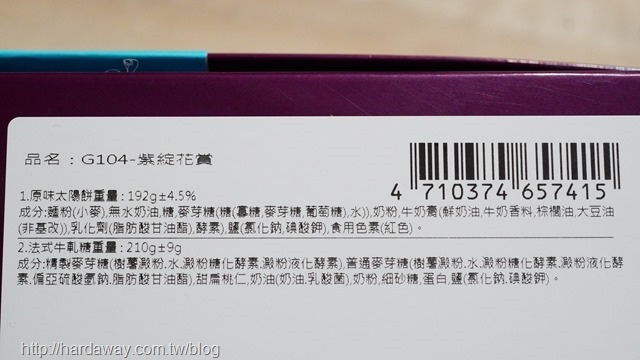 品名：G104-紫綻花賞
4 710374 657415
1.原味太陽餅重量：192g±4.5%
成分:麵粉(小麥),無水奶油,糖,麥芽糖(糖(寡糖,麥芽糖,葡萄糖),水)),奶粉,牛奶膏(鮮奶油,牛奶香料,棕櫚油,大豆油
(非基改)),乳化劑(脂肪酸甘油酯),酵素),鹽(氯化鈉,碘酸鉀),食用色素(紅色)。
2.法式牛軋糖重量：210g±9g
成分:精製麥芽糖(樹薯澱粉.水.澱粉糖化酵素.澱粉液化酵素),普通麥芽糖(樹薯澱粉.水.澱粉糖化酵素.澱粉液化酵
素.偏亞硫酸氫鈉.脂肪酸甘油酯),甜扁桃仁,奶油(奶油.乳酸菌),奶粉,細砂糖,蛋白,鹽(氯化鈉.碘酸鉀)。
http://hardaway.com.tw/blog